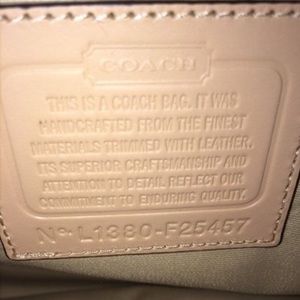 COACH
THIS IS A COACH BAG. IT WAS
HANDCRAFTED FROM THE FINEST
MATERIALS TRIMMED WITH LEATHER.
ITS SUPERIOR CRAFTSMANSHIP AND
ATTENTION TO DETAIL REFLECT OUR
COMMITMENT TO ENDURING QUALITY.
Nº L1380-F25457